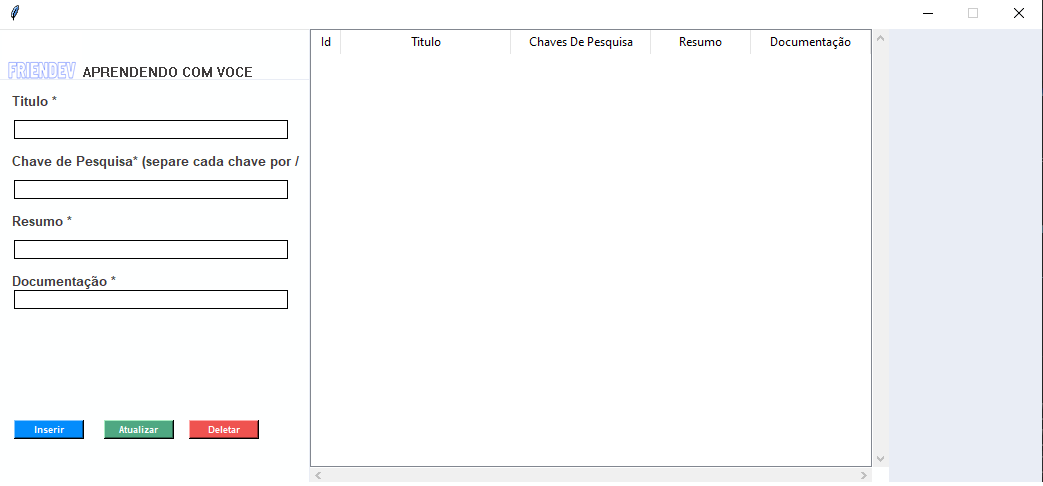 Id Titulo Chaves De Pesquisa Resumo Documentação
FRIENDEV APRENDENDO COM VOCE
Titulo *
Chave de Pesquisa* (separe cada chave por /
Resumo *
Documentação *
Inserir Atualizar Deletar